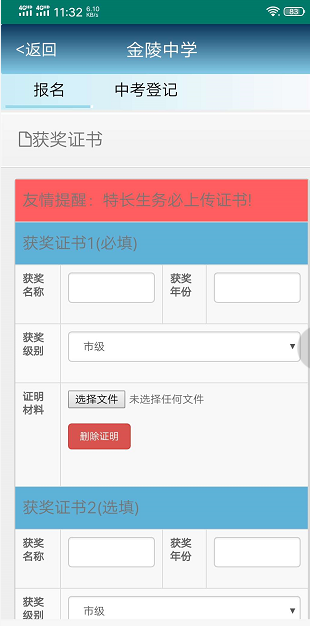 4GHD 4GHD 11:32 6.10 KB/s 83
<返回 金陵中学
报名 中考登记
获奖证书
友情提醒：特长生务必上传证书!
获奖证书1(必填)
获奖名称 获奖年份
获奖级别 市级
证明材料 选择文件 未选择任何文件
删除证明
获奖证书2(选填)
获奖名称 获奖年份
获奖级别 市级